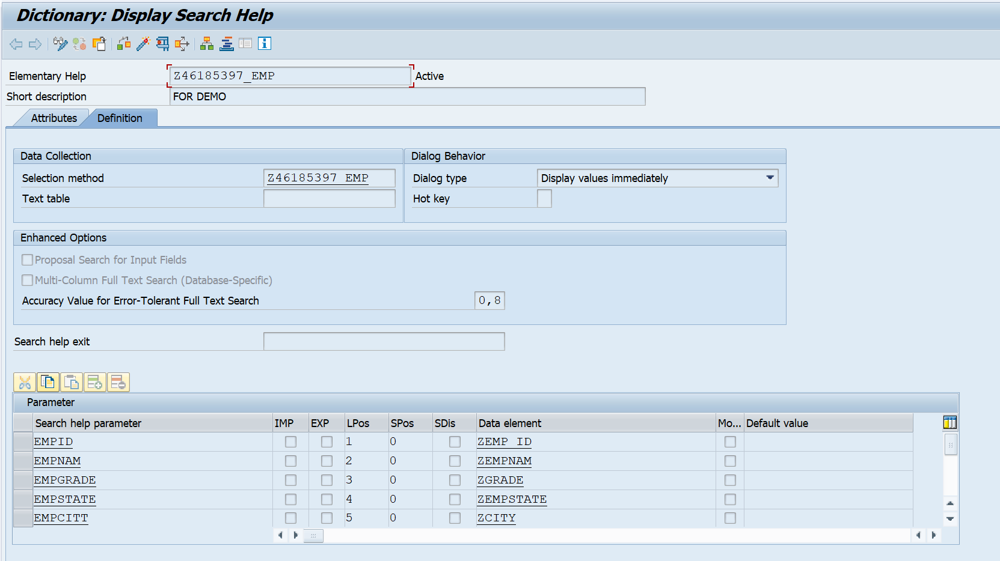 Dictionary: Display Search Help
Elementary Help Z46185397_EMP Active
Short description FOR DEMO
Attributes Definition
Data Collection Dialog Behavior
Selection method Z46185397 EMP Dialog type Display values immediately
Text table Hot key
Enhanced Options
Proposal Search for Input Fields
Multi-Column Full Text Search (Database-Specific)
Accuracy Value for Error-Tolerant Full Text Search 0,8
Search help exit
Parameter
Search help parameter IMP EXP LPos SPos SDis Data element Mo... Default value
EMPID 1 0 ZEMP ID
EMPNAM 2 0 ZEMPNAM
EMPGRADE 3 0 ZGRADE
EMPSTATE 4 0 ZEMPSTATE
EMPCITT 5 0 ZCITY